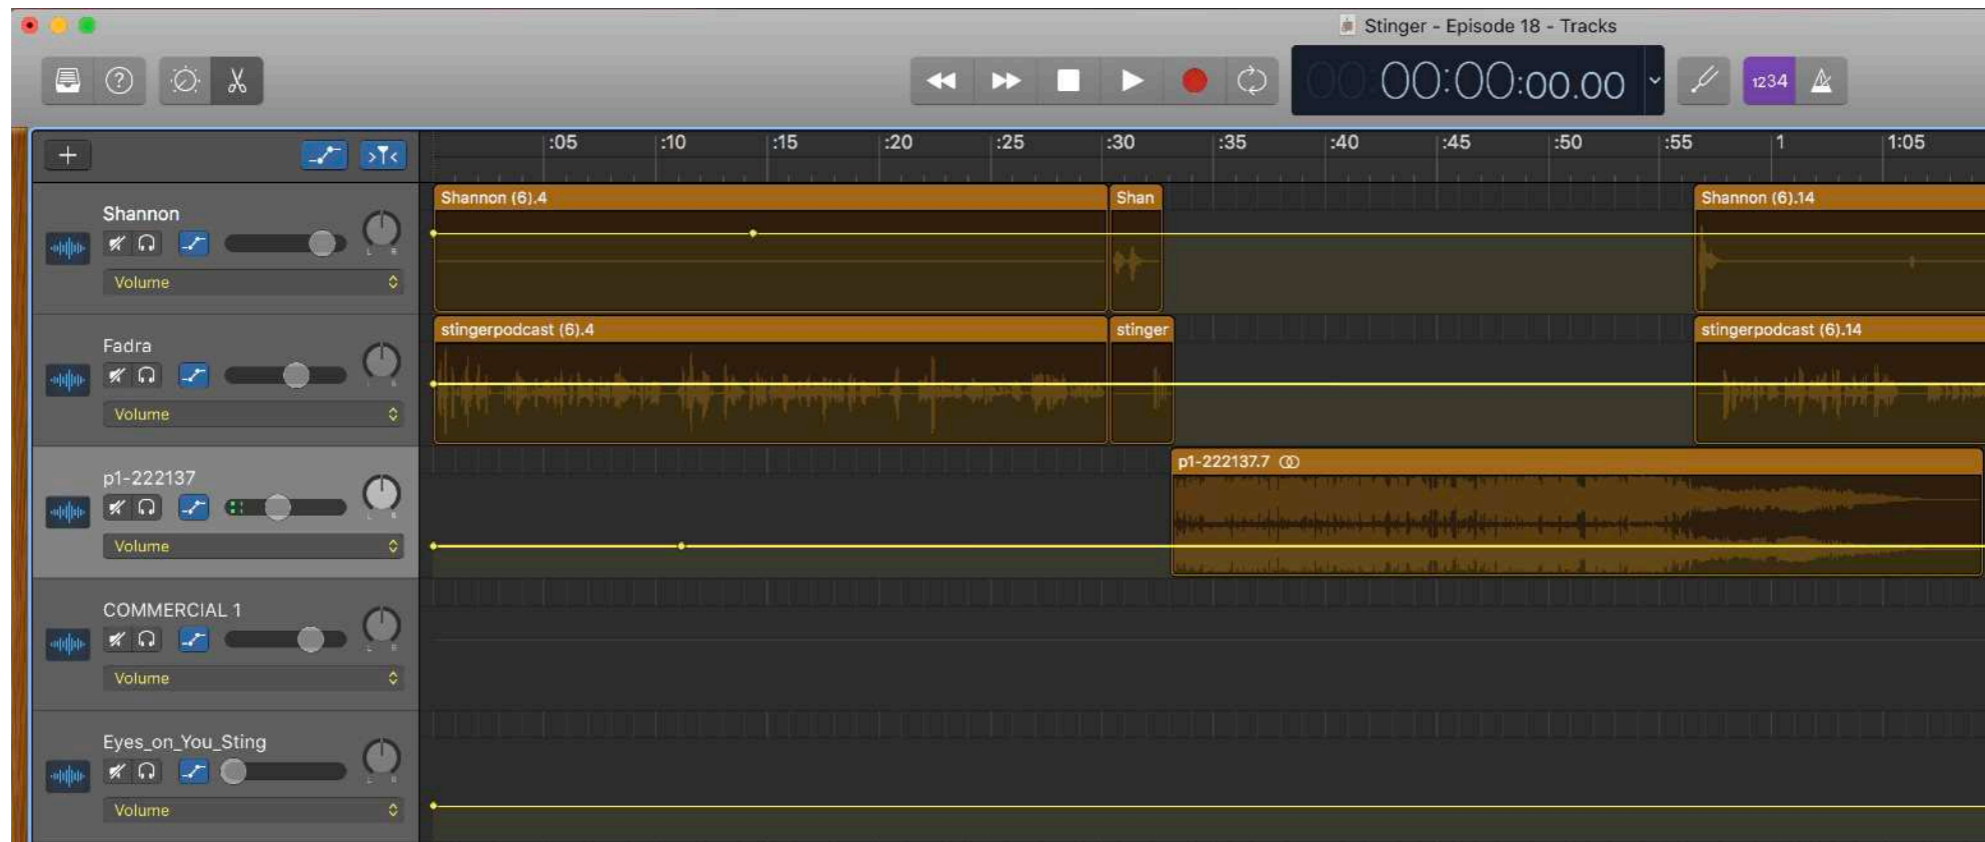 Stinger - Episode 18 - Tracks
00:00:00.00
1234
:05 :10 :15 :20 :25 :30 :35 :40 :45 :50 :55 1 1:05
Shannon
L R
Volume
Shannon (6).4
Shan
Shannon (6).14
Fadra
L R
Volume
stingerpodcast (6).4
stinger
stingerpodcast (6).14
p1-222137
L R
Volume
p1-222137.7
COMMERCIAL 1
L R
Volume
Eyes_on_You_Sting
L R
Volume